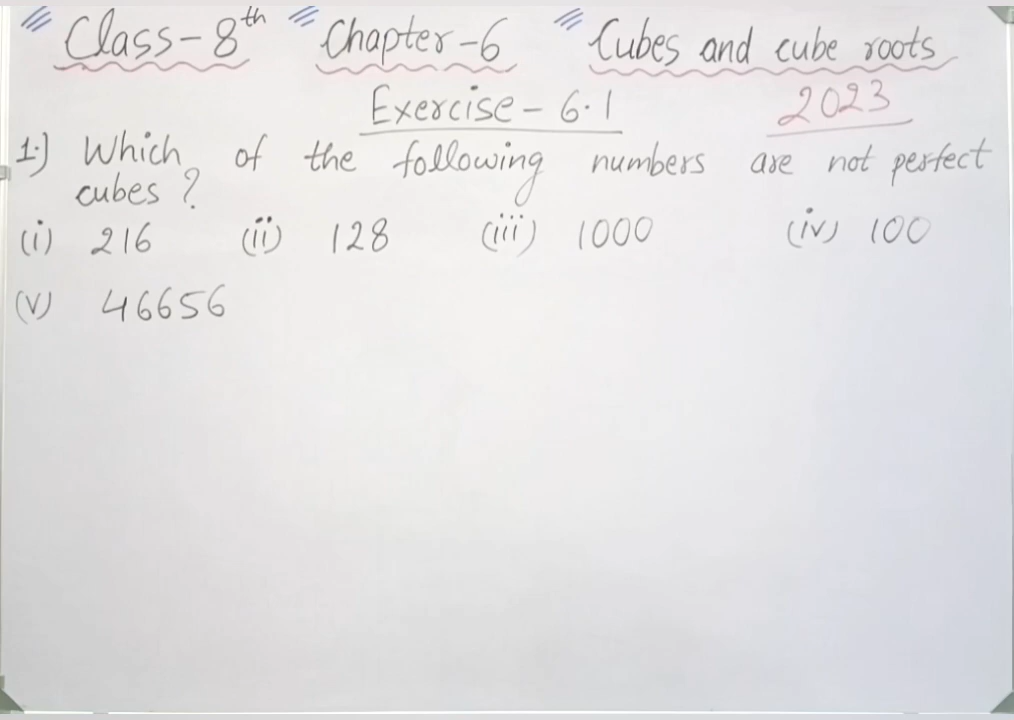 Class-8th Chapter-6 Cubes and cube roots
Exercise-6.1 2023
1.) Which of the following numbers are not perfect
cubes ?
(i) 216 (ii) 128 (iii) 1000 (iv) 100
(v) 46656